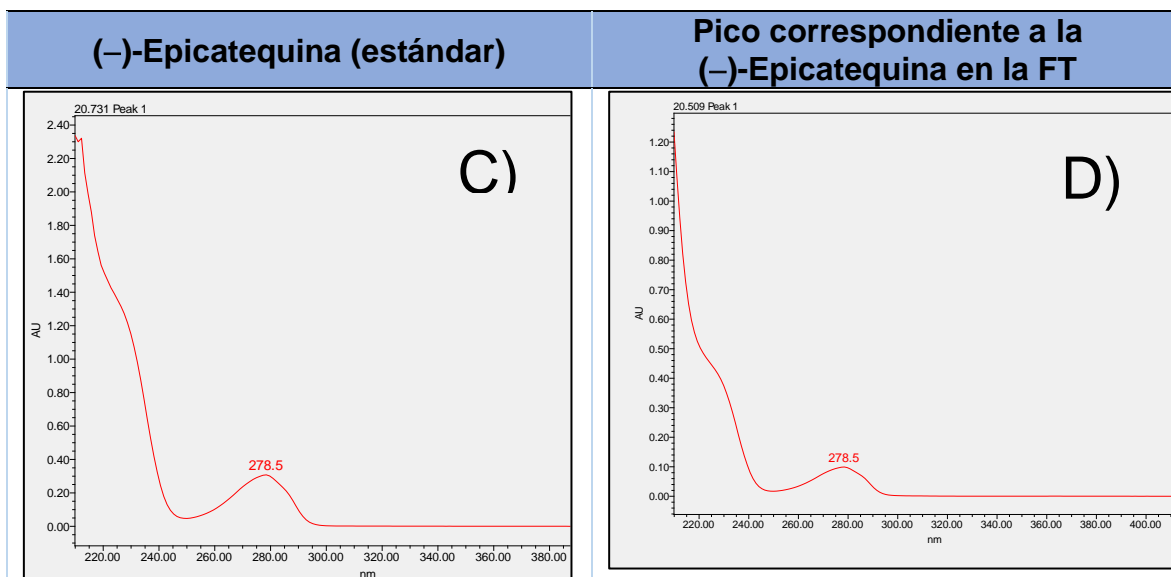 (–)-Epicatequina (estándar)
Pico correspondiente a la
(–)-Epicatequina en la FT
20.731 Peak 1
C)
2.40
2.20
2.00
1.80
1.60
1.40
1.20
1.00
0.80
0.60
0.40
0.20
0.00
AU
278.5
220.00 240.00 260.00 280.00 300.00 320.00 340.00 360.00 380.00
nm
20.509 Peak 1
D)
1.20
1.10
1.00
0.90
0.80
0.70
0.60
0.50
0.40
0.30
0.20
0.10
0.00
AU
278.5
220.00 240.00 260.00 280.00 300.00 320.00 340.00 360.00 380.00 400.00
nm